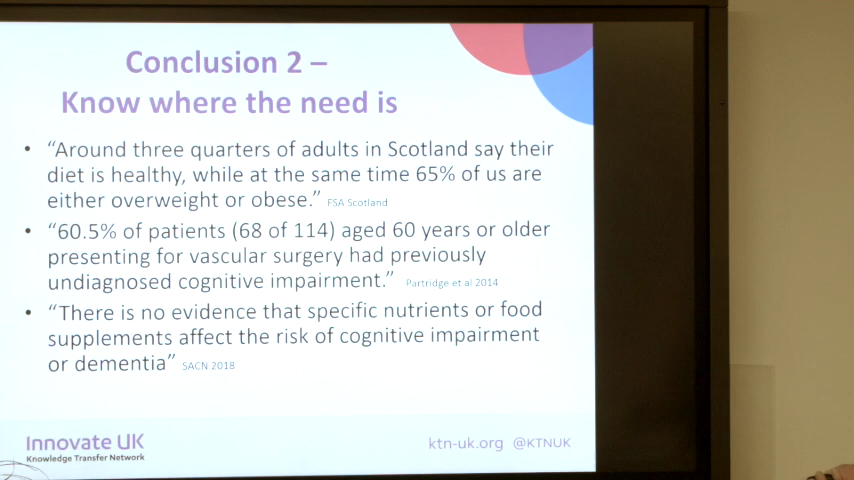 Conclusion 2 –
Know where the need is
• “Around three quarters of adults in Scotland say their
diet is healthy, while at the same time 65% of us are
either overweight or obese.” FSA Scotland
• “60.5% of patients (68 of 114) aged 60 years or older
presenting for vascular surgery had previously
undiagnosed cognitive impairment.” Partridge et al 2014
• “There is no evidence that specific nutrients or food
supplements affect the risk of cognitive impairment
or dementia” SACN 2018
Innovate UK
Knowledge Transfer Network
ktn-uk.org @KTNUK